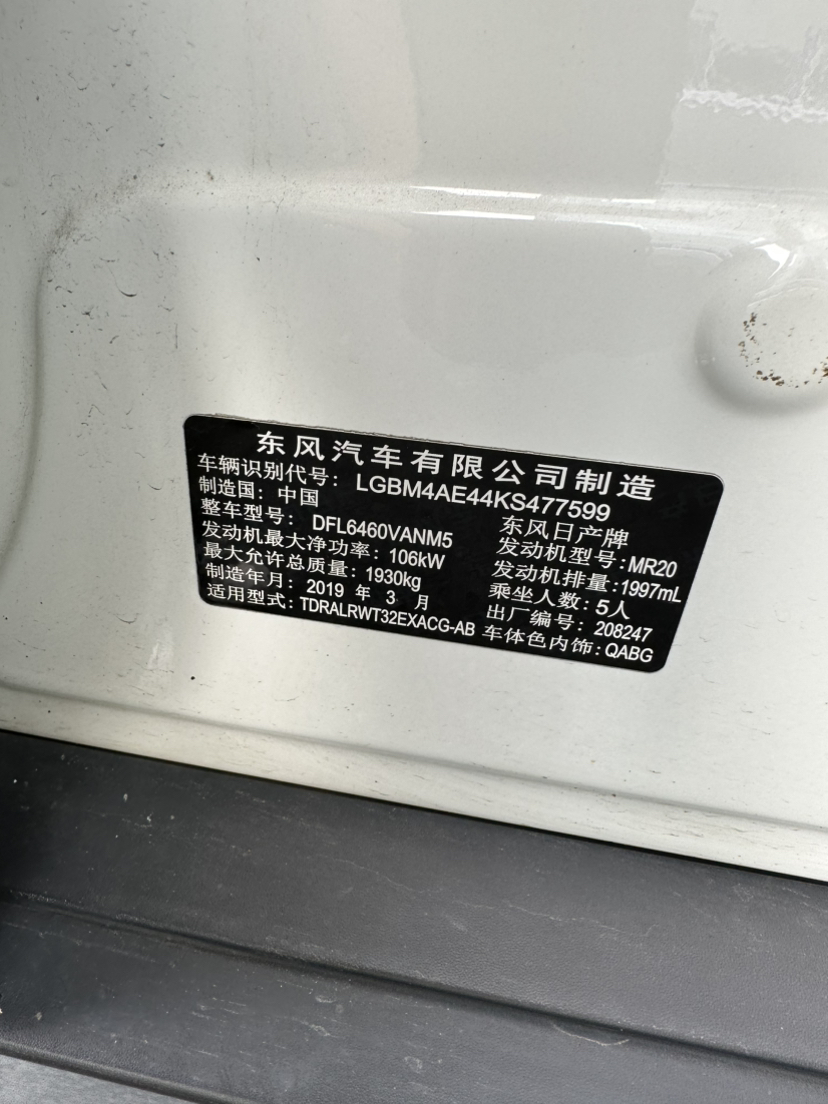 东风汽车有限公司制造
车辆识别代号: LGBM4AE44KS477599
制造国: 中国 东风日产牌
整车型号: DFL6460VANM5 发动机型号:MR20
发动机最大净功率: 106kW 发动机排量:1997mL
最大允许总质量: 1930kg 乘坐人数: 5人
制造年月: 2019 年 3 月 出厂编号: 208247
适用型式:TDRALRWT32EXACG-AB 车体色内饰:QABG